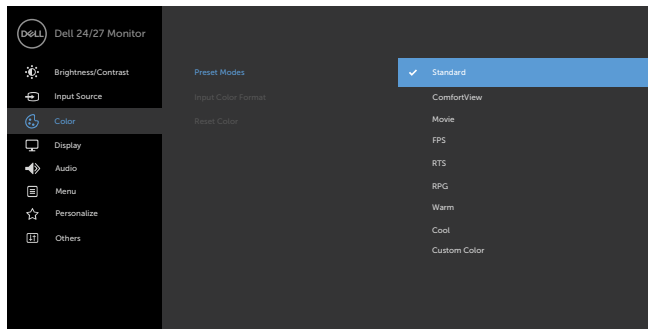 DELL
Dell 24/27 Monitor
Brightness/Contrast
Input Source
Color
Display
Audio
Menu
Personalize
Others
Preset Modes
Input Color Format
Reset Color
Standard
ComfortView
Movie
FPS
RTS
RPG
Warm
Cool
Custom Color